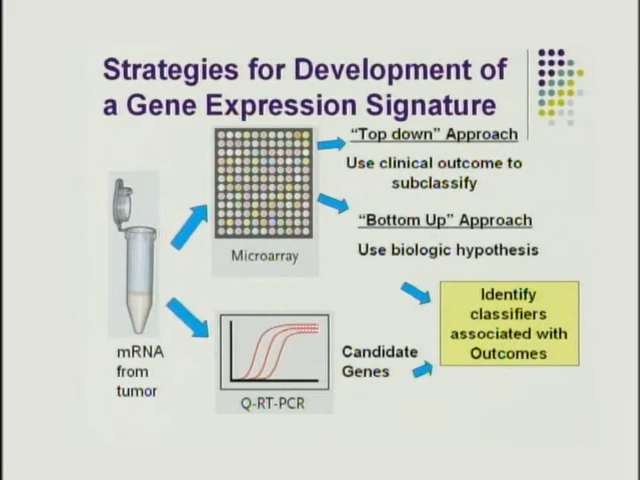 Strategies for Development of
a Gene Expression Signature
“Top down” Approach
Use clinical outcome to
subclassify
“Bottom Up” Approach
Use biologic hypothesis
Microarray
Identify
classifiers
associated with
Outcomes
mRNA
from
tumor
Candidate
Genes
Q-RT-PCR